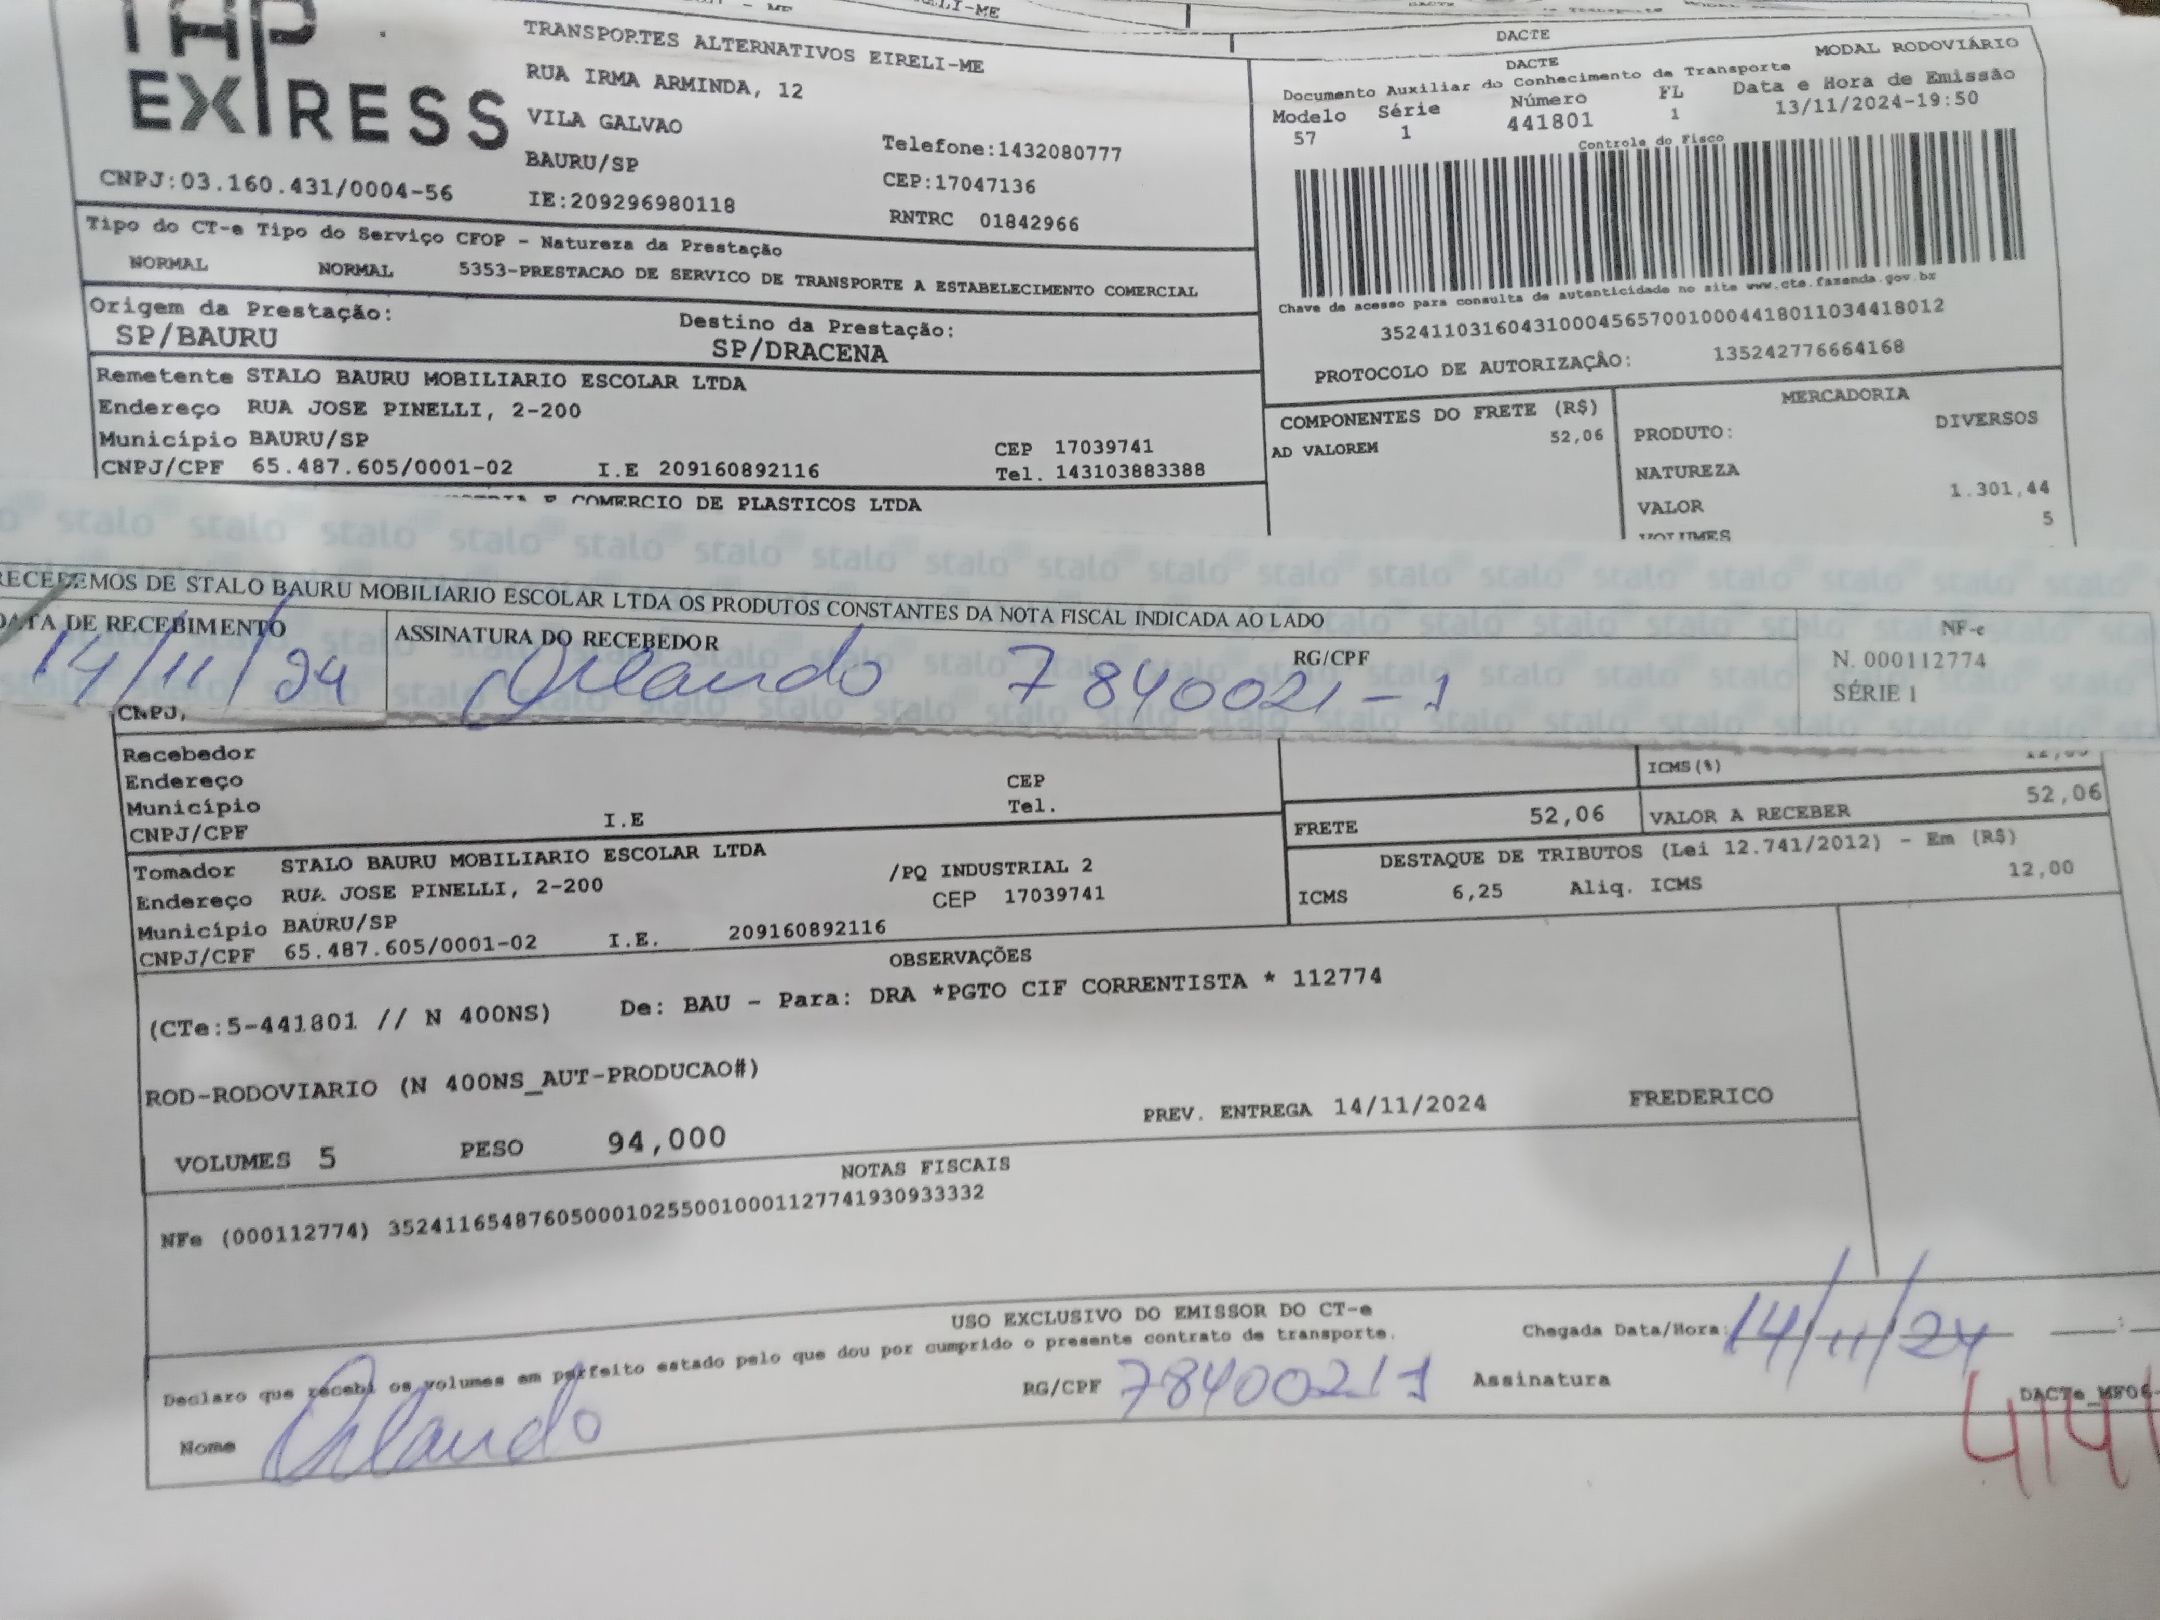 EXPRESS
CNPJ:03.160.431/0004-56
TRANSPORTES ALTERNATIVOS EIRELI-ME
RUA IRMA ARMINDA, 12
VILA GALVAO
BAURU/SP
IE:209296980118
Telefone:1432080777
CEP:17047136
RNTRC 01842966
DACTE
DACTE MODAL RODOVIÁRIO
Documento Auxiliar do Conhecimento de Transporte
Modelo Série Número FL Data e Hora de Emissão
57 1 441801 1 13/11/2024-19:50
Controle do Fisco
Chave de acesso para consulta de autenticidade no site www.cte.fazenda.gov.br
35241103160431000456570010004418011034418012
PROTOCOLO DE AUTORIZAÇÃO: 135242776664168
Tipo do CT-e Tipo do Serviço CFOP - Natureza da Prestação
NORMAL NORMAL 5353-PRESTACAO DE SERVICO DE TRANSPORTE A ESTABELECIMENTO COMERCIAL
Origem da Prestação: Destino da Prestação:
SP/BAURU SP/DRACENA
Remetente STALO BAURU MOBILIARIO ESCOLAR LTDA
Endereço RUA JOSE PINELLI, 2-200
Município BAURU/SP CEP 17039741
CNPJ/CPF 65.487.605/0001-02 I.E 209160892116 Tel. 143103883388
E COMERCIO DE PLASTICOS LTDA
COMPONENTES DO FRETE (R$)
AD VALOREM 52,06
MERCADORIA
PRODUTO: DIVERSOS
NATUREZA
VALOR 1.301,44
VOLUMES 5
RECEBEMOS DE STALO BAURU MOBILIARIO ESCOLAR LTDA OS PRODUTOS CONSTANTES DA NOTA FISCAL INDICADA AO LADO
DATA DE RECEBIMENTO ASSINATURA DO RECEBEDOR RG/CPF
14/11/24 Orlando 7840021-1
NF-e
N. 000112774
SÉRIE 1
CNPJ,
Recebedor
Endereço CEP
Município Tel.
CNPJ/CPF I.E
ICMS(%)
FRETE 52,06 VALOR A RECEBER 52,06
DESTAQUE DE TRIBUTOS (Lei 12.741/2012) - Em (R$)
ICMS 6,25 Aliq. ICMS 12,00
Tomador STALO BAURU MOBILIARIO ESCOLAR LTDA
Endereço RUA JOSE PINELLI, 2-200 /PQ INDUSTRIAL 2
Município BAURU/SP CEP 17039741
CNPJ/CPF 65.487.605/0001-02 I.E. 209160892116
OBSERVAÇÕES
(CTe:5-441801 // N 400NS) De: BAU - Para: DRA *PGTO CIF CORRENTISTA * 112774
ROD-RODOVIARIO (N 400NS_AUT-PRODUCAO#)
PREV. ENTREGA 14/11/2024 FREDERICO
VOLUMES 5 PESO 94,000
NOTAS FISCAIS
NFe (000112774) 35241165487605000102550010001127741930933332
USO EXCLUSIVO DO EMISSOR DO CT-e
Declaro que recebi os volumes em perfeito estado pelo que dou por cumprido o presente contrato de transporte.
Chegada Data/Hora: 14/11/24
Nome Orlando RG/CPF 78400211 Assinatura
DACTe_MF06-
4141